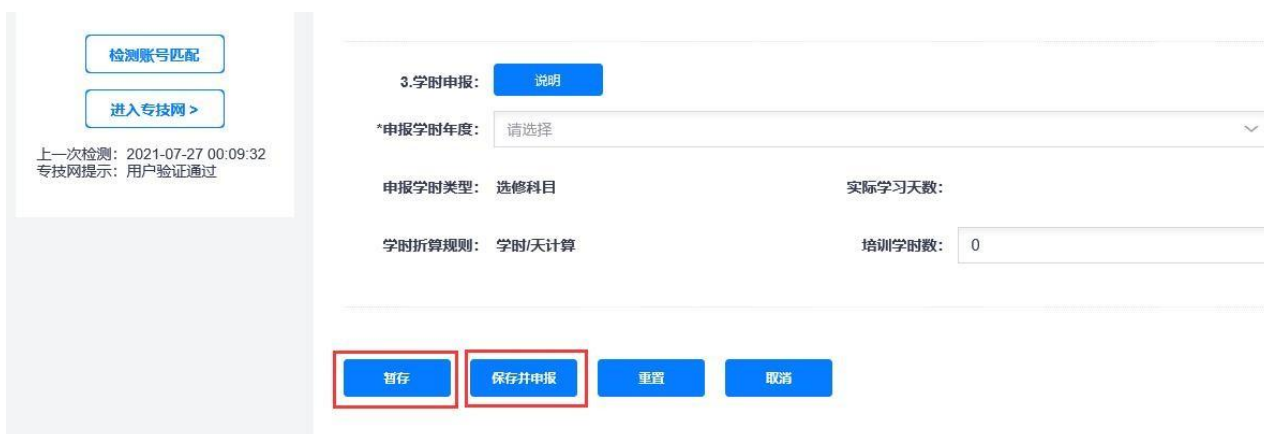 检测账号匹配
进入专技网 >
上一次检测：2021-07-27 00:09:32
专技网提示：用户验证通过
3.学时申报： 说明
*申报学时年度： 请选择
申报学时类型： 选修科目 实际学习天数：
学时折算规则： 学时/天计算 培训学时数： 0
暂存 保存并申报 重置 取消